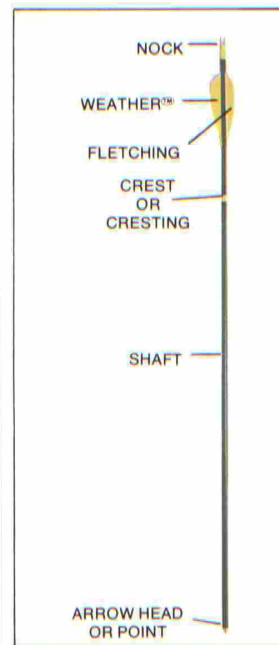 NOCK
WEATHER™
FLETCHING
CREST
OR
CRESTING
SHAFT
ARROW HEAD
OR POINT